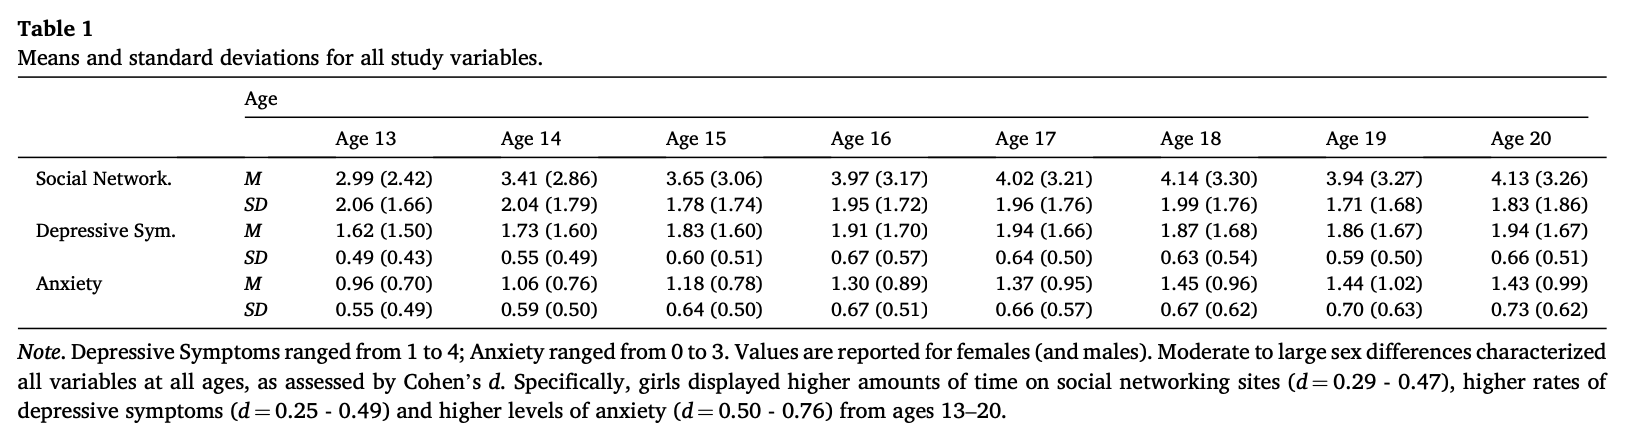 Table 1
Means and standard deviations for all study variables.
Age
Age 13 Age 14 Age 15 Age 16 Age 17 Age 18 Age 19 Age 20
Social Network. M 2.99 (2.42) 3.41 (2.86) 3.65 (3.06) 3.97 (3.17) 4.02 (3.21) 4.14 (3.30) 3.94 (3.27) 4.13 (3.26)
SD 2.06 (1.66) 2.04 (1.79) 1.78 (1.74) 1.95 (1.72) 1.96 (1.76) 1.99 (1.76) 1.71 (1.68) 1.83 (1.86)
Depressive Sym. M 1.62 (1.50) 1.73 (1.60) 1.83 (1.60) 1.91 (1.70) 1.94 (1.66) 1.87 (1.68) 1.86 (1.67) 1.94 (1.67)
SD 0.49 (0.43) 0.55 (0.49) 0.60 (0.51) 0.67 (0.57) 0.64 (0.50) 0.63 (0.54) 0.59 (0.50) 0.66 (0.51)
Anxiety M 0.96 (0.70) 1.06 (0.76) 1.18 (0.78) 1.30 (0.89) 1.37 (0.95) 1.45 (0.96) 1.44 (1.02) 1.43 (0.99)
SD 0.55 (0.49) 0.59 (0.50) 0.64 (0.50) 0.67 (0.51) 0.66 (0.57) 0.67 (0.62) 0.70 (0.63) 0.73 (0.62)
Note. Depressive Symptoms ranged from 1 to 4; Anxiety ranged from 0 to 3. Values are reported for females (and males). Moderate to large sex differences characterized
all variables at all ages, as assessed by Cohen's d. Specifically, girls displayed higher amounts of time on social networking sites (d = 0.29 - 0.47), higher rates of
depressive symptoms (d = 0.25 - 0.49) and higher levels of anxiety (d = 0.50 - 0.76) from ages 13–20.